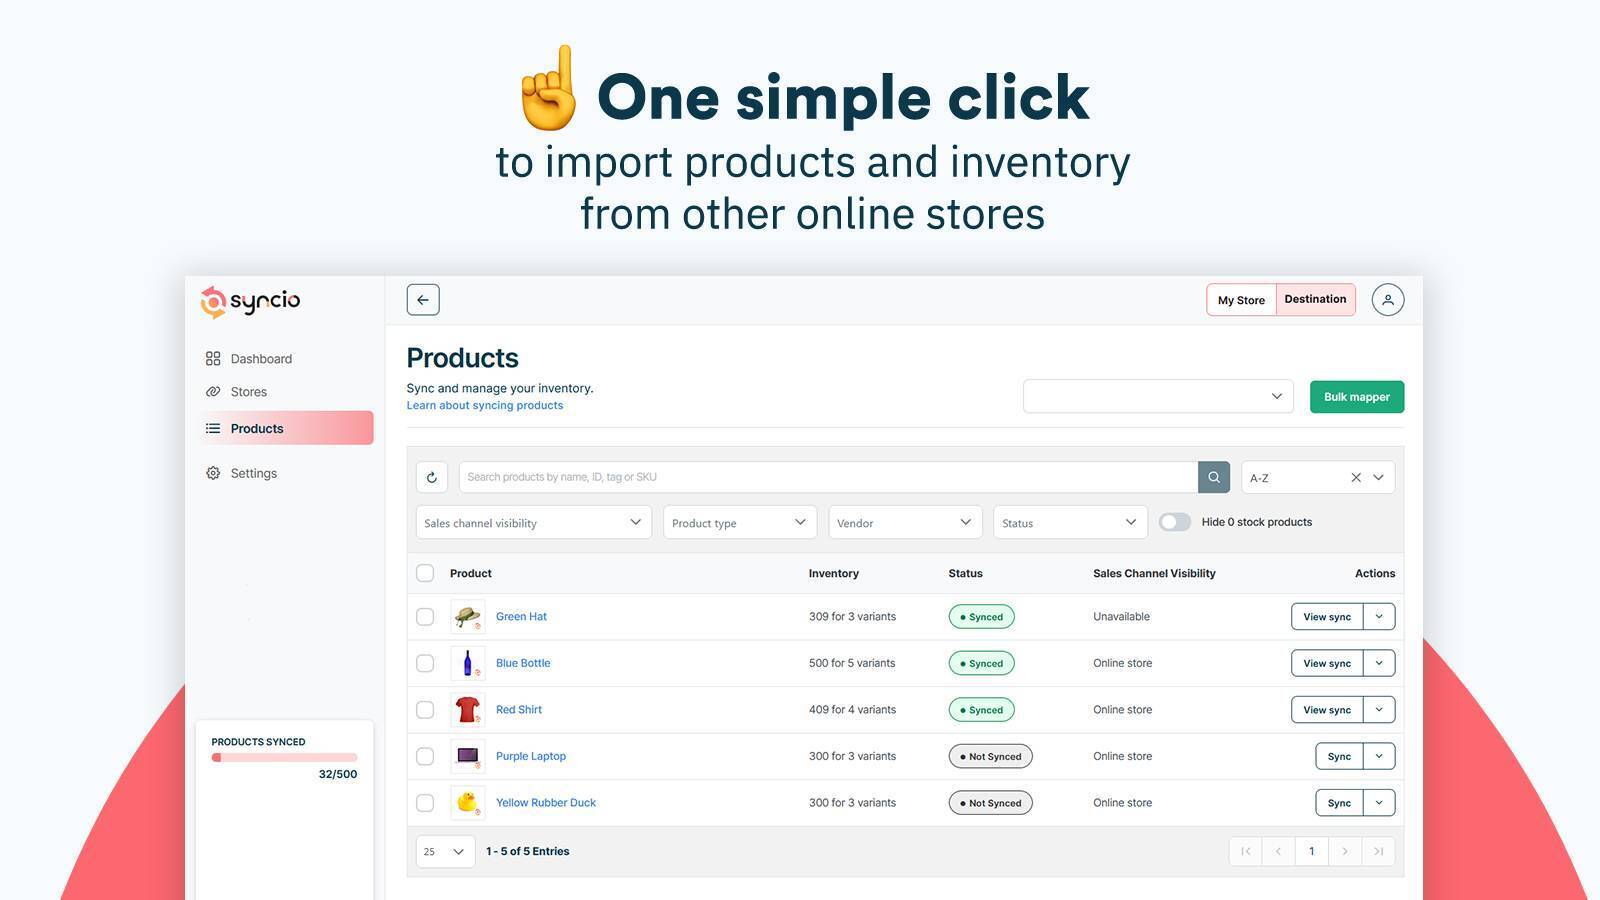 One simple click
to import products and inventory
from other online stores
syncio
My Store
Destination
Dashboard
Stores
Products
Settings
Products
Sync and manage your inventory.
Learn about syncing products
Bulk mapper
Search products by name, ID, tag or SKU
A-Z
Sales channel visibility
Product type
Vendor
Status
Hide 0 stock products
Product Inventory Status Sales Channel Visibility Actions
Green Hat 309 for 3 variants Synced Unavailable View sync
Blue Bottle 500 for 5 variants Synced Online store View sync
Red Shirt 409 for 4 variants Synced Online store View sync
Purple Laptop 300 for 3 variants Not Synced Online store Sync
Yellow Rubber Duck 300 for 3 variants Not Synced Online store Sync
25
1 - 5 of 5 Entries
1
PRODUCTS SYNCED
32/500